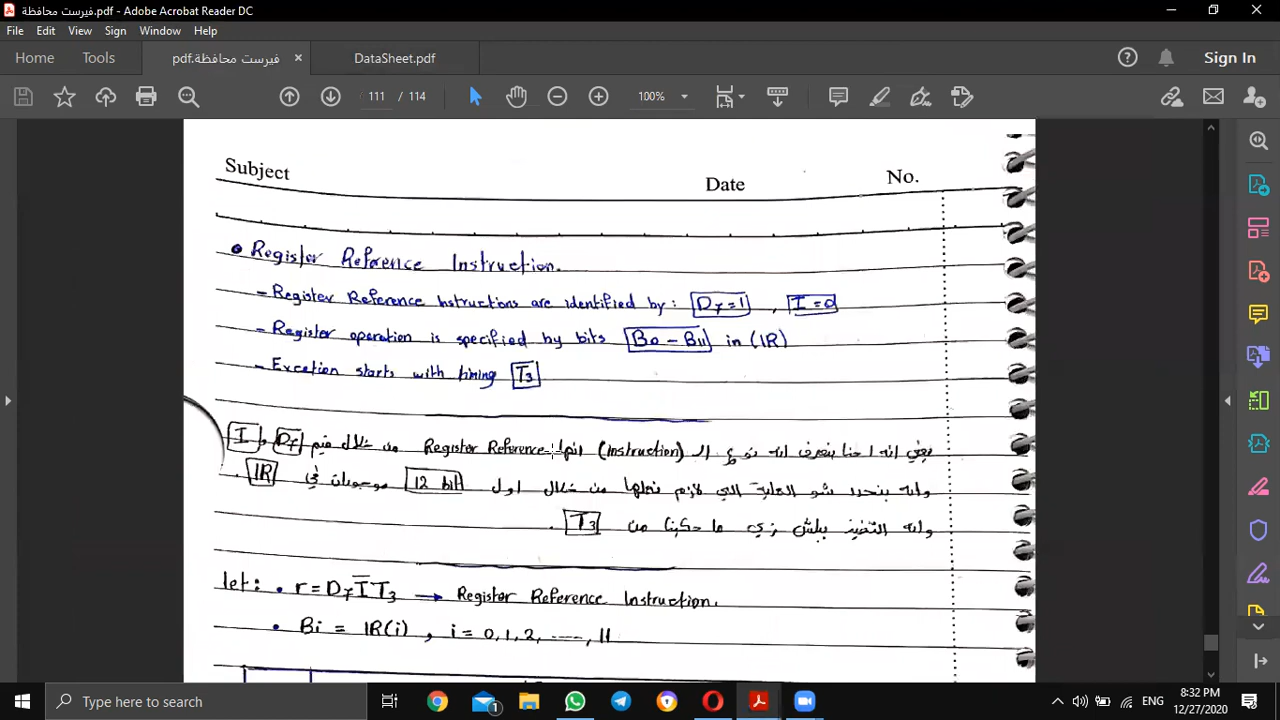 فيرست محافظة.pdf - Adobe Acrobat Reader DC
File Edit View Sign Window Help
Home Tools فيرست محافظة.pdf × DataSheet.pdf Sign In
111 / 114 100%
Subject Date No.
• Register Reference Instruction.
- Register Reference Instructions are identified by: D7=1 , I=0
- Register operation is specified by bits B0 - B11 in (IR)
- Excation starts with timing T3
يعني انه احنا بنعرف انه نوع ال (Instruction) انها Register Reference من خلال قيم D7 و I
وانه بنحدد شو العملية التي لازم نعملها من خلال اول 12 bit موجودات في IR .
وانه التنفيذ ببلش زي ما حكينا من T3 .
let: • r = D7 I̅ T3 → Register Reference Instruction.
• Bi = IR(i) , i = 0, 1, 2, ----, 11
Type here to search
1
ENG
8:32 PM
12/27/2020